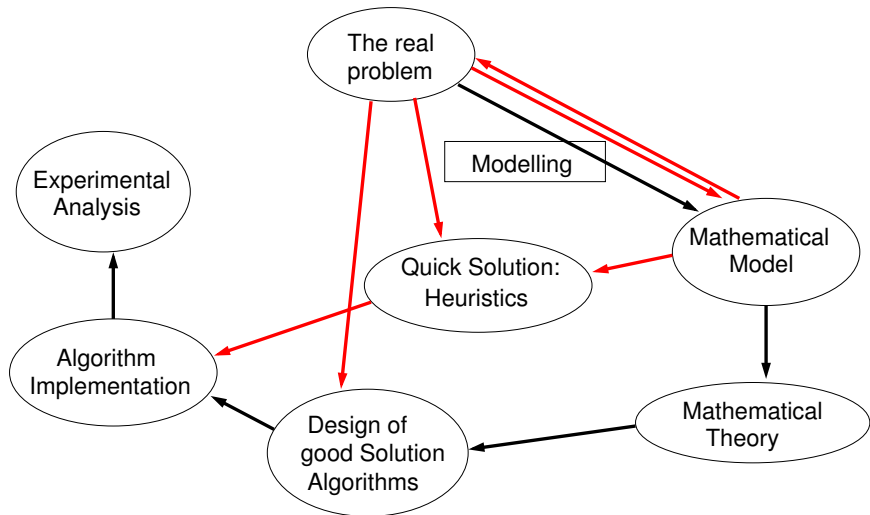 The real
problem
Modelling
Experimental
Analysis
Mathematical
Model
Quick Solution:
Heuristics
Algorithm
Implementation
Mathematical
Theory
Design of
good Solution
Algorithms